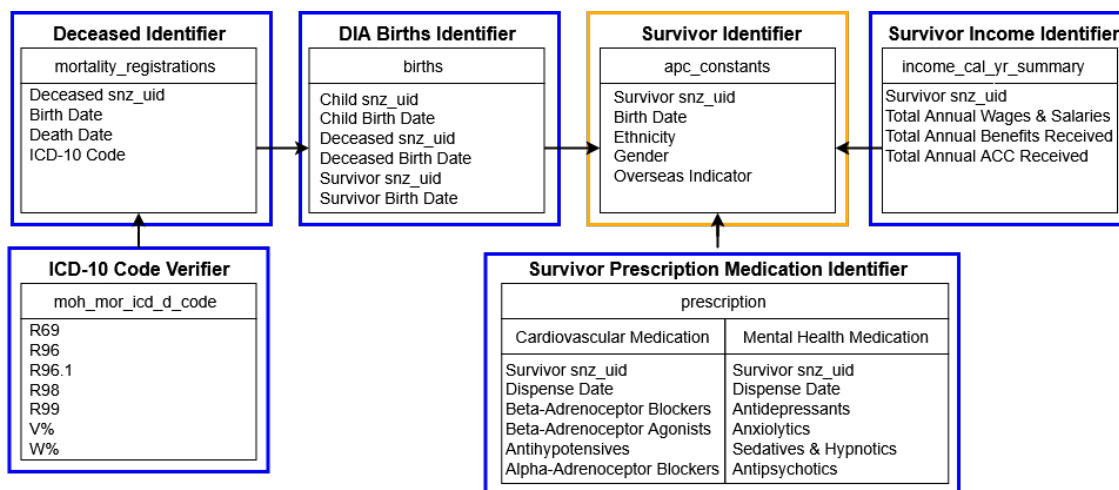 Deceased Identifier
mortality_registrations
Deceased snz_uid
Birth Date
Death Date
ICD-10 Code
DIA Births Identifier
births
Child snz_uid
Child Birth Date
Deceased snz_uid
Deceased Birth Date
Survivor snz_uid
Survivor Birth Date
Survivor Identifier
apc_constants
Survivor snz_uid
Birth Date
Ethnicity
Gender
Overseas Indicator
Survivor Income Identifier
income_cal_yr_summary
Survivor snz_uid
Total Annual Wages & Salaries
Total Annual Benefits Received
Total Annual ACC Received
ICD-10 Code Verifier
moh_mor_icd_d_code
R69
R96
R96.1
R98
R99
V%
W%
Survivor Prescription Medication Identifier
prescription
Cardiovascular Medication
Survivor snz_uid
Dispense Date
Beta-Adrenoceptor Blockers
Beta-Adrenoceptor Agonists
Antihypotensives
Alpha-Adrenoceptor Blockers
Mental Health Medication
Survivor snz_uid
Dispense Date
Antidepressants
Anxiolytics
Sedatives & Hypnotics
Antipsychotics